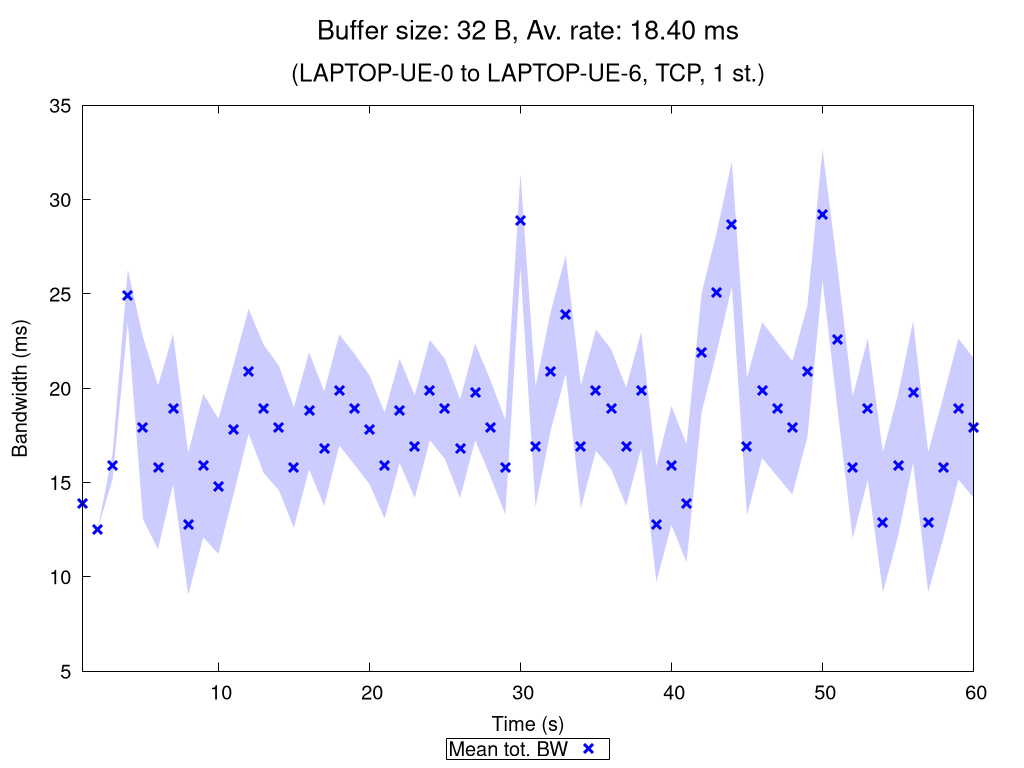 Buffer size: 32 B, Av. rate: 18.40 ms
(LAPTOP-UE-0 to LAPTOP-UE-6, TCP, 1 st.)
35
30
25
20
15
10
5
Bandwidth (ms)
10 20 30 40 50 60
Time (s)
Mean tot. BW